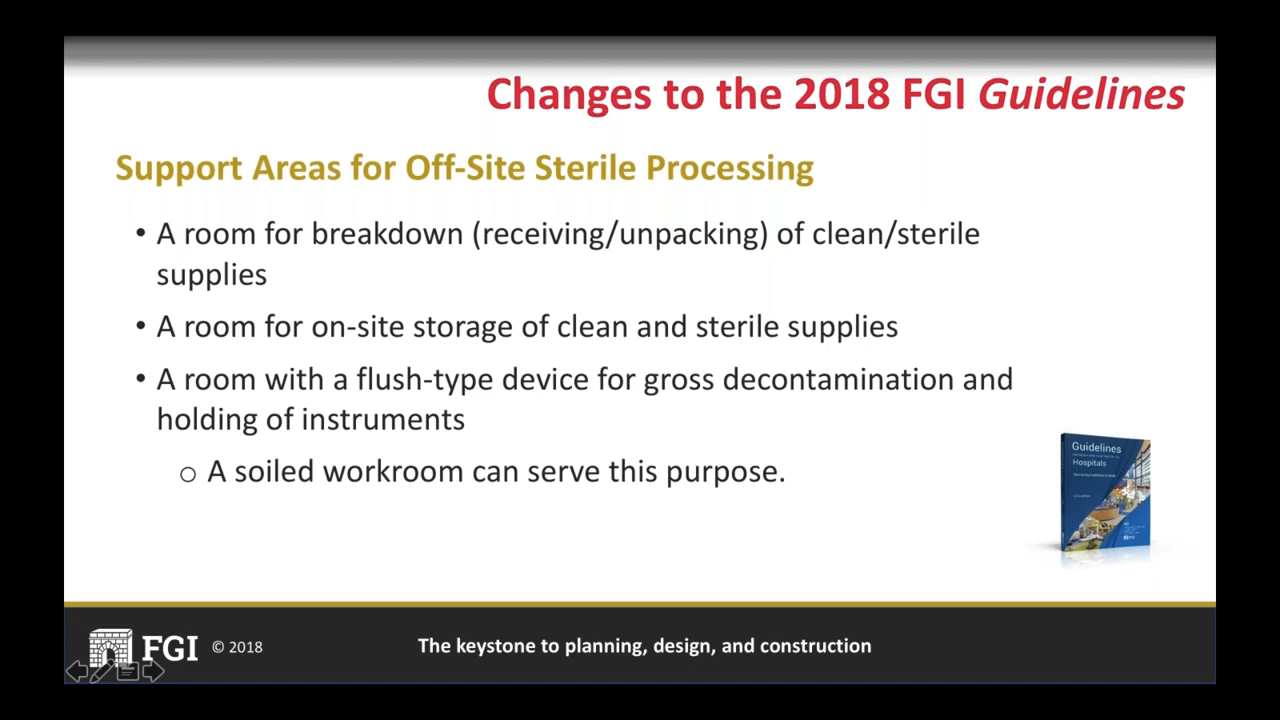 Changes to the 2018 FGI Guidelines
Support Areas for Off-Site Sterile Processing
• A room for breakdown (receiving/unpacking) of clean/sterile
supplies
• A room for on-site storage of clean and sterile supplies
• A room with a flush-type device for gross decontamination and
holding of instruments
o A soiled workroom can serve this purpose.
Guidelines
Hospitals
FGI © 2018
The keystone to planning, design, and construction